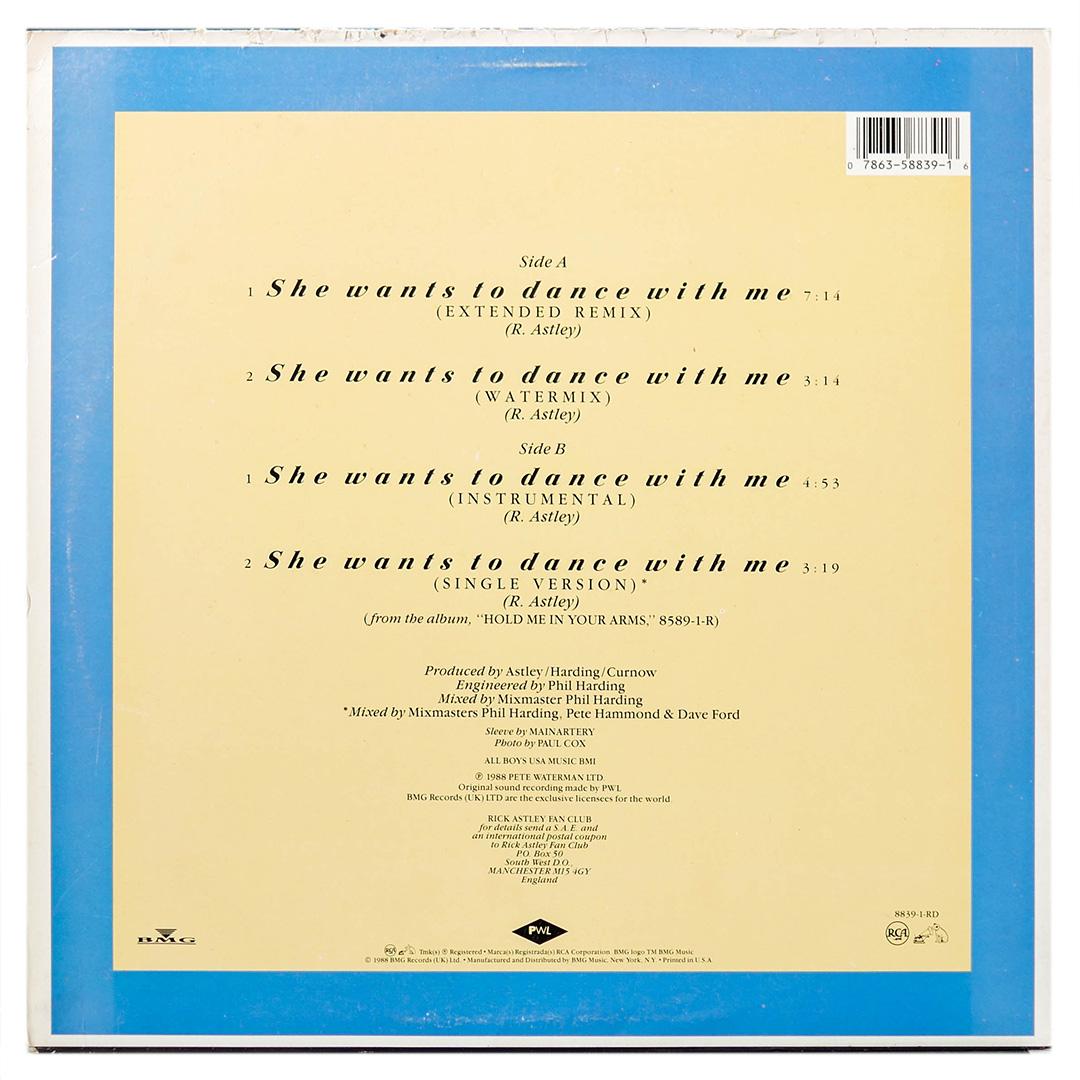 0 7863-58839-1 6
Side A
1 She wants to dance with me 7:14
(EXTENDED REMIX)
(R. Astley)
2 She wants to dance with me 3:14
(WATERMIX)
(R. Astley)
Side B
1 She wants to dance with me 4:53
(INSTRUMENTAL)
(R. Astley)
2 She wants to dance with me 3:19
(SINGLE VERSION)*
(R. Astley)
(from the album, "HOLD ME IN YOUR ARMS," 8589-1-R)
Produced by Astley/Harding/Curnow
Engineered by Phil Harding
Mixed by Mixmaster Phil Harding
*Mixed by Mixmasters Phil Harding, Pete Hammond & Dave Ford
Sleeve by MAINARTERY
Photo by PAUL COX
ALL BOYS USA MUSIC BMI
℗ 1988 PETE WATERMAN LTD.
Original sound recording made by PWL
BMG Records (UK) LTD are the exclusive licensees for the world.
RICK ASTLEY FAN CLUB
for details send a S.A.E. and
an international postal coupon
to Rick Astley Fan Club
P.O. Box 50
South West D.O.,
MANCHESTER M15 4GY
England
BMG
PWL
8839-1-RD
RCA
RCA Tmk(s) ® Registered • Marca(s) Registrada(s) RCA Corporation. BMG logo TM BMG Music
© 1988 BMG Records (UK) Ltd. • Manufactured and Distributed by BMG Music, New York, N.Y. • Printed in U.S.A.